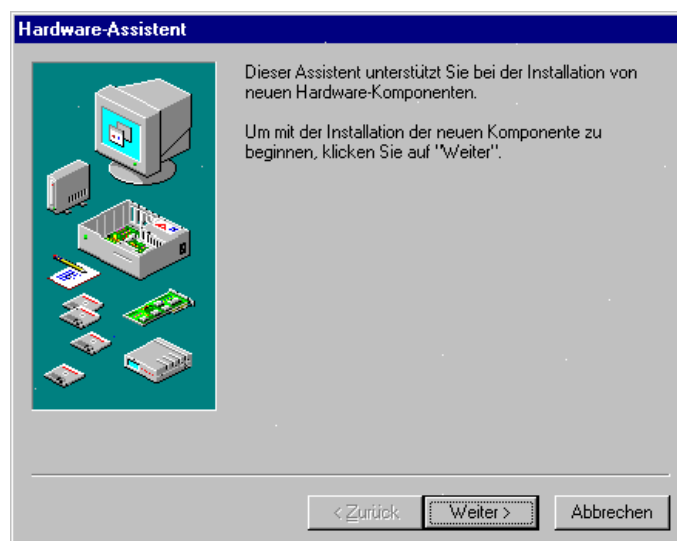 Hardware-Assistent
Dieser Assistent unterstützt Sie bei der Installation von
neuen Hardware-Komponenten.
Um mit der Installation der neuen Komponente zu
beginnen, klicken Sie auf "Weiter".
< Zurück
Weiter >
Abbrechen